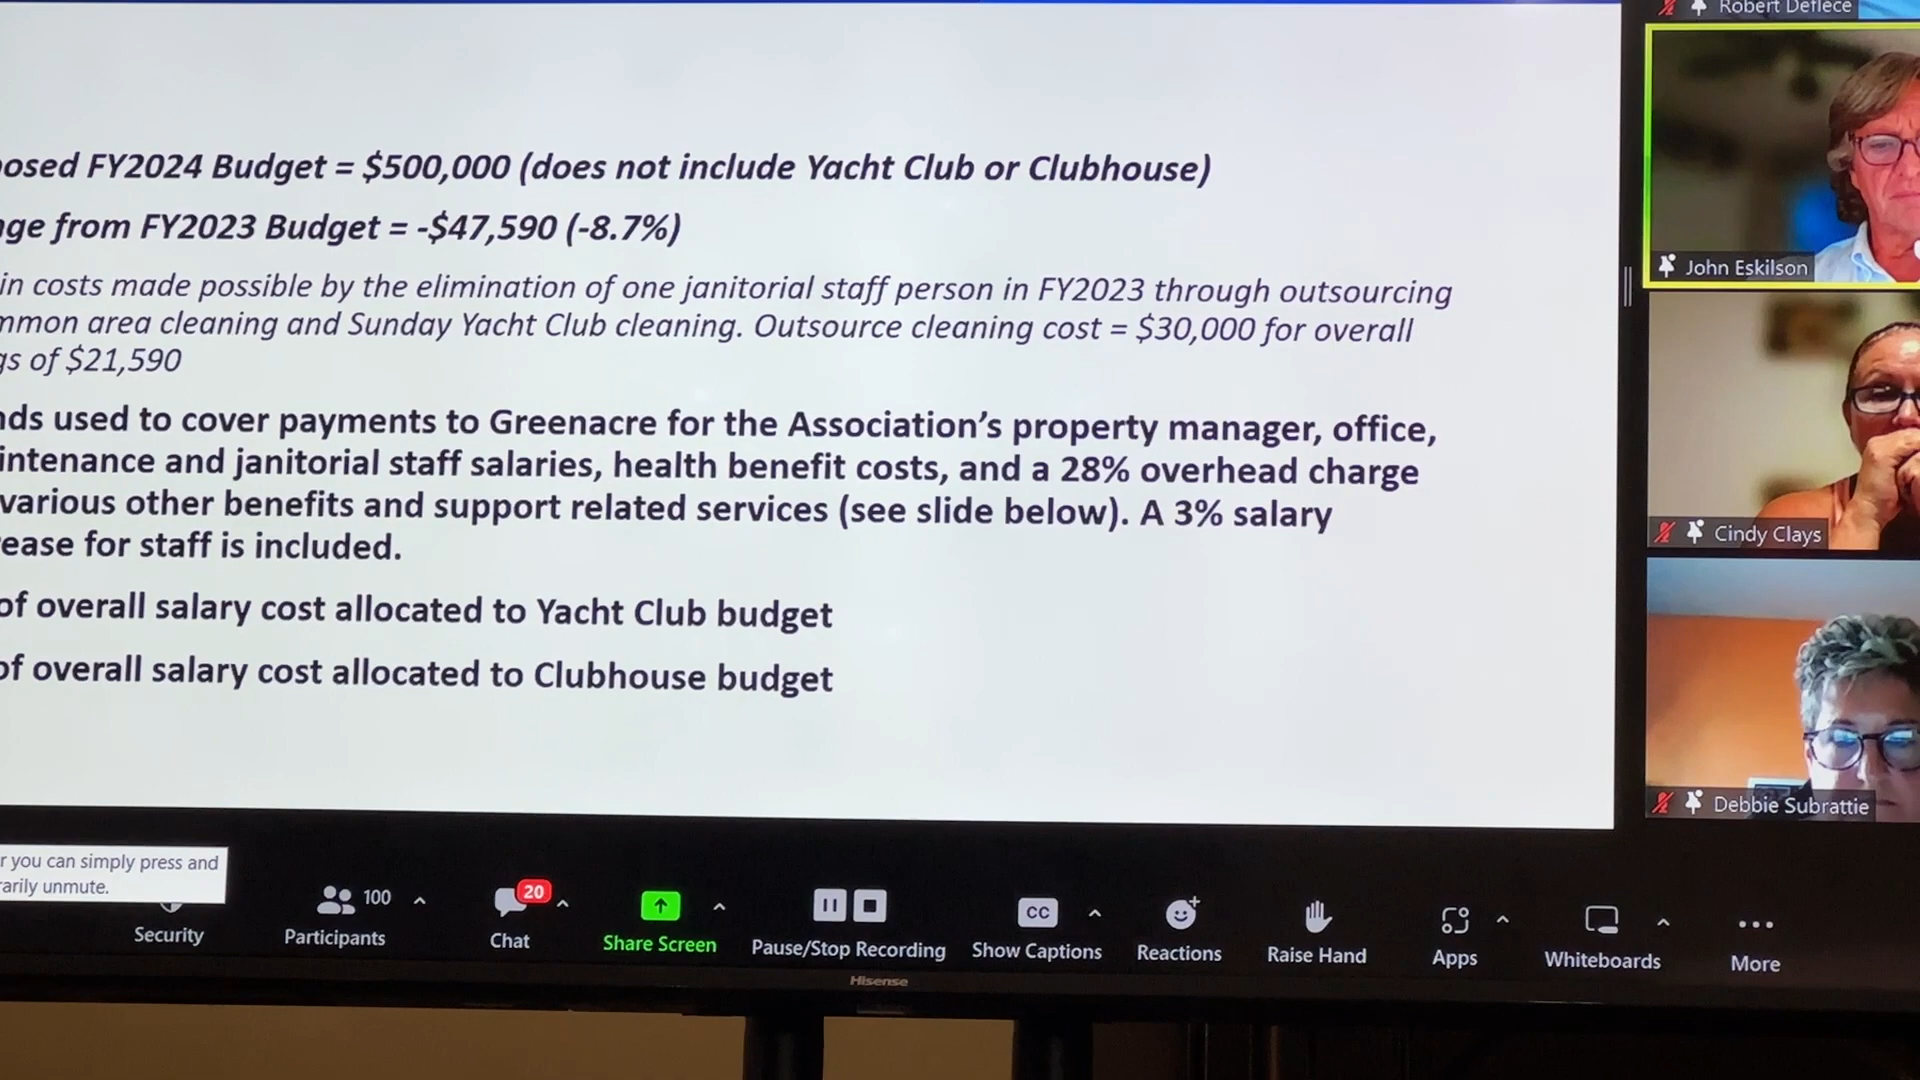 osed FY2024 Budget = $500,000 (does not include Yacht Club or Clubhouse)
ge from FY2023 Budget = -$47,590 (-8.7%)
in costs made possible by the elimination of one janitorial staff person in FY2023 through outsourcing
mmon area cleaning and Sunday Yacht Club cleaning. Outsource cleaning cost = $30,000 for overall
gs of $21,590
nds used to cover payments to Greenacre for the Association's property manager, office,
intenance and janitorial staff salaries, health benefit costs, and a 28% overhead charge
various other benefits and support related services (see slide below). A 3% salary
ease for staff is included.
of overall salary cost allocated to Yacht Club budget
of overall salary cost allocated to Clubhouse budget
Robert Deflece
John Eskilson
Cindy Clays
Debbie Subrattie
r you can simply press and
rarily unmute.
Security
100
Participants
20
Chat
Share Screen
Pause/Stop Recording
CC
Show Captions
Reactions
Raise Hand
Apps
Whiteboards
More
Hisense